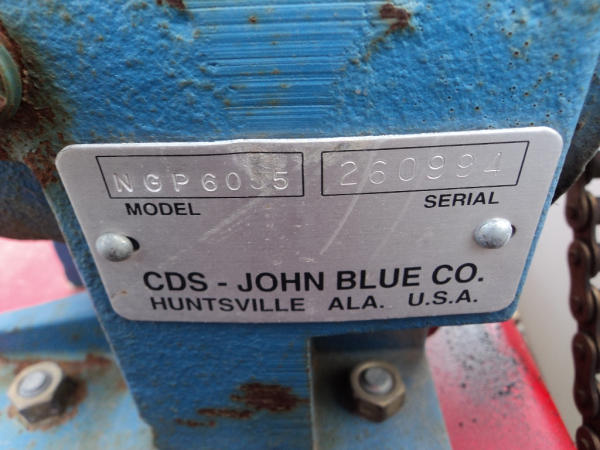 NGP6055 260994
MODEL SERIAL
CDS - JOHN BLUE CO.
HUNTSVILLE ALA. U.S.A.